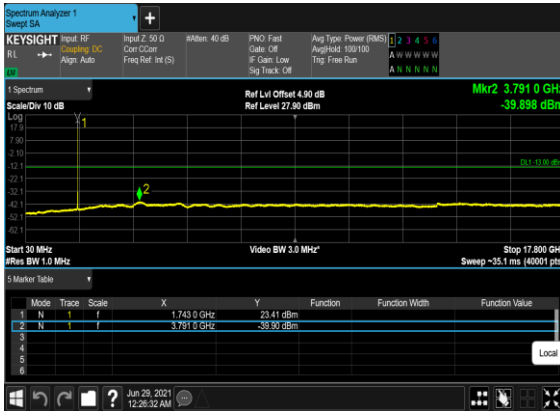 Spectrum Analyzer 1
Swept SA
KEYSIGHT Input: RF Input Z: 50 Ω #Atten: 40 dB PNO: Fast Avg Type: Power (RMS) 1 2 3 4 5 6
RL Coupling: DC Corr CCorr Gate: Off Avg|Hold: 100/100 A W W W W W
Align: Auto Freq Ref: Int (S) IF Gain: Low Trig: Free Run
Sig Track: Off A N N N N N
1 Spectrum Ref Lvl Offset 4.90 dB Mkr2 3.791 0 GHz
Scale/Div 10 dB Ref Level 27.90 dBm -39.898 dBm
Log
17.9
7.90
-2.10
-12.1
-22.1
-32.1
-42.1
-52.1
-62.1
1
2
DL1 -13.00 dBm
Start 30 MHz Video BW 3.0 MHz* Stop 17.800 GHz
#Res BW 1.0 MHz Sweep ~35.1 ms (40001 pts)
5 Marker Table
Mode Trace Scale X Y Function Function Width Function Value
1 N 1 f 1.743 0 GHz 23.41 dBm
2 N 1 f 3.791 0 GHz -39.90 dBm
3
4
5
6
Local
? Jun 29, 2021
12:26:32 AM